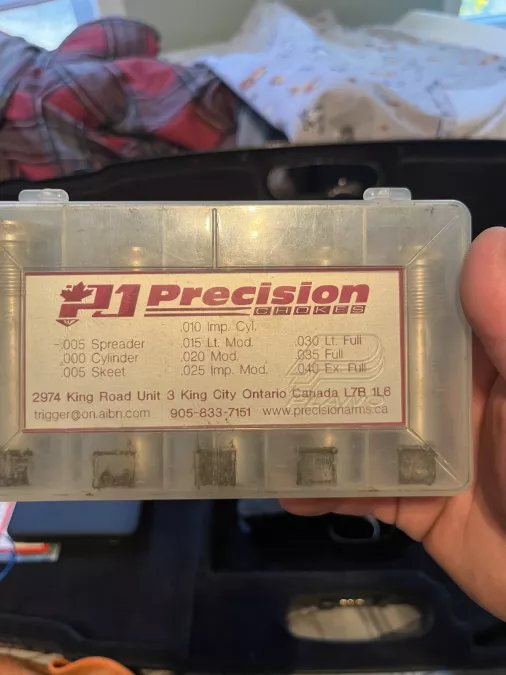 P1 Precision
CHOKES
-.005 Spreader
.000 Cylinder
.005 Skeet
.010 Imp. Cyl.
.015 Lt. Mod.
.020 Mod.
.025 Imp. Mod.
.030 Lt. Full
.035 Full
.040 Ex. Full
2974 King Road Unit 3 King City Ontario Canada L7B 1L6
trigger@on.aibn.com 905-833-7151 www.precisionarms.ca
PLANO